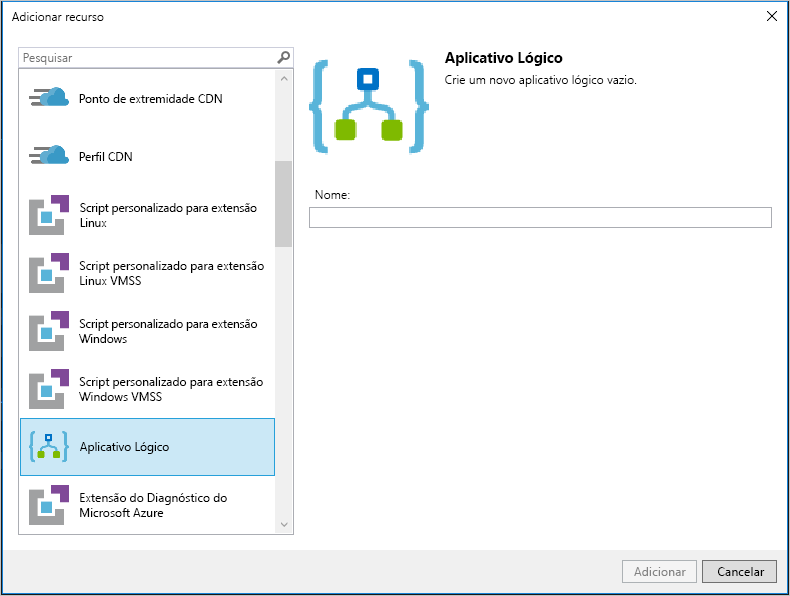 Adicionar recurso
Pesquisar
Ponto de extremidade CDN
Perfil CDN
Script personalizado para extensão
Linux
Script personalizado para extensão
Linux VMSS
Script personalizado para extensão
Windows
Script personalizado para extensão
Windows VMSS
Aplicativo Lógico
Extensão do Diagnóstico do
Microsoft Azure
Aplicativo Lógico
Crie um novo aplicativo lógico vazio.
Nome:
Adicionar
Cancelar